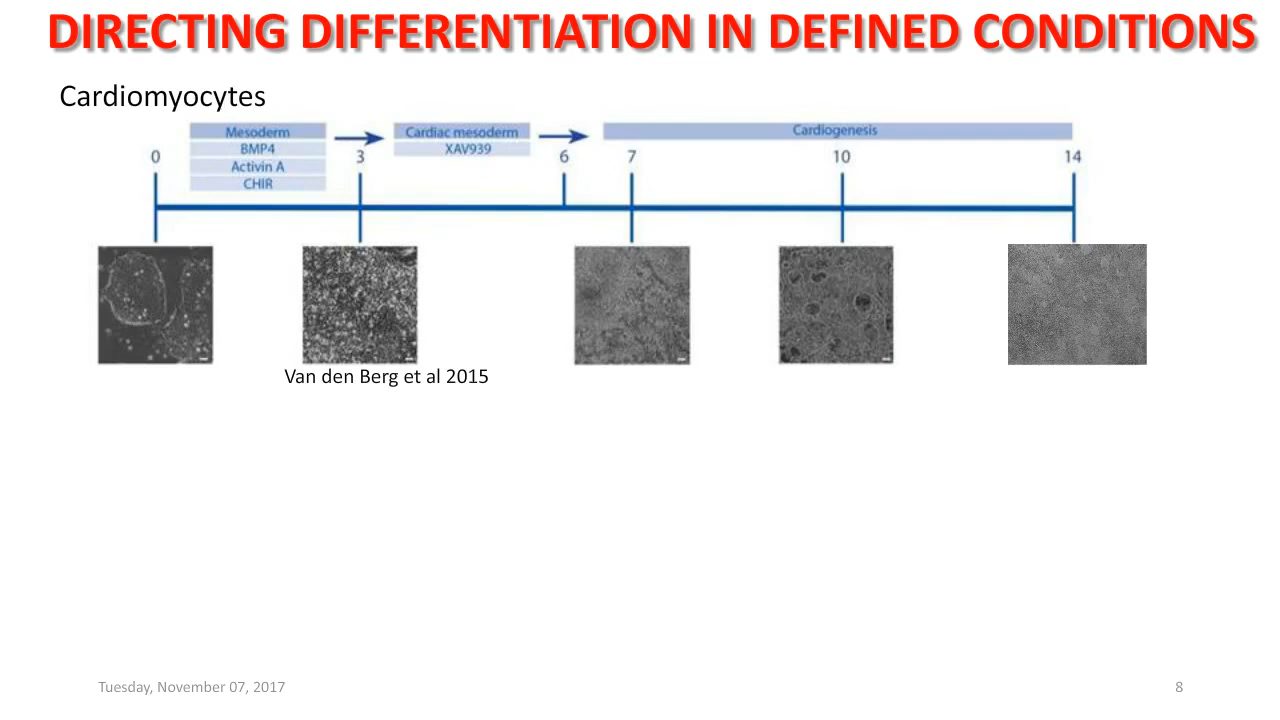 DIRECTING DIFFERENTIATION IN DEFINED CONDITIONS
Cardiomyocytes
Mesoderm
BMP4
Activin A
CHIR
Cardiac mesoderm
XAV939
Cardiogenesis
0
3
6
7
10
14
Van den Berg et al 2015
Tuesday, November 07, 2017
8